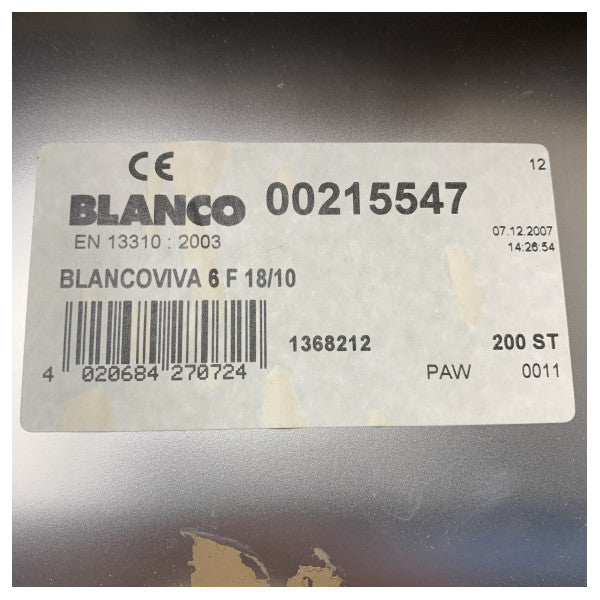 CE 12
BLANCO 00215547
07.12.2007
EN 13310 : 2003 14:26:54
BLANCOVIVA 6 F 18/10
1368212 200 ST
4 020684 270724 PAW 0011